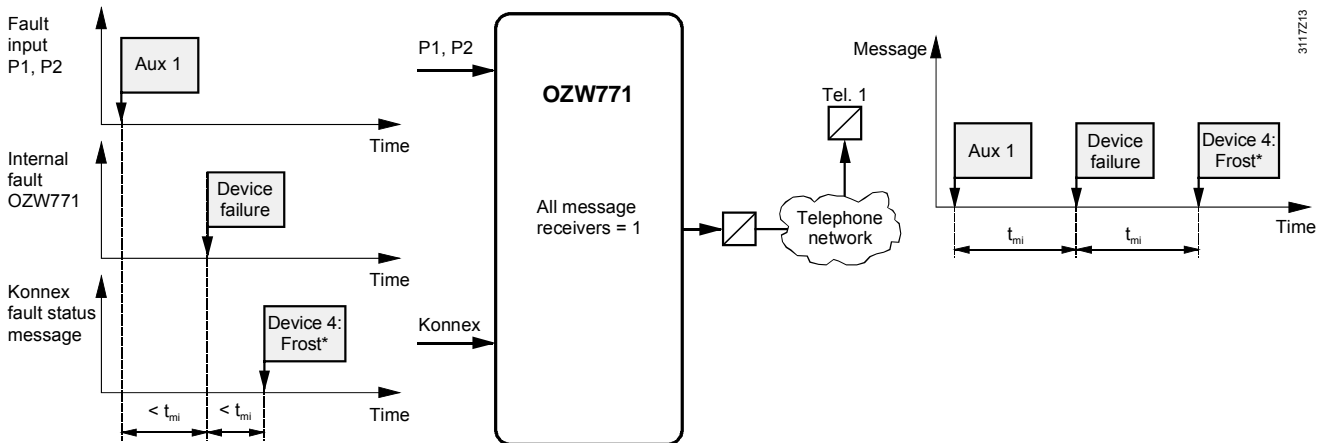 Fault
input
P1, P2
Aux 1
Time
Internal
fault
OZW771
Device
failure
Time
Konnex
fault status
message
Device 4:
Frost*
Time
< tmi
< tmi
P1, P2
Konnex
OZW771
All message
receivers = 1
Tel. 1
Telephone
network
Message
Aux 1
Device
failure
Device 4:
Frost*
Time
tmi
tmi
3117Z13